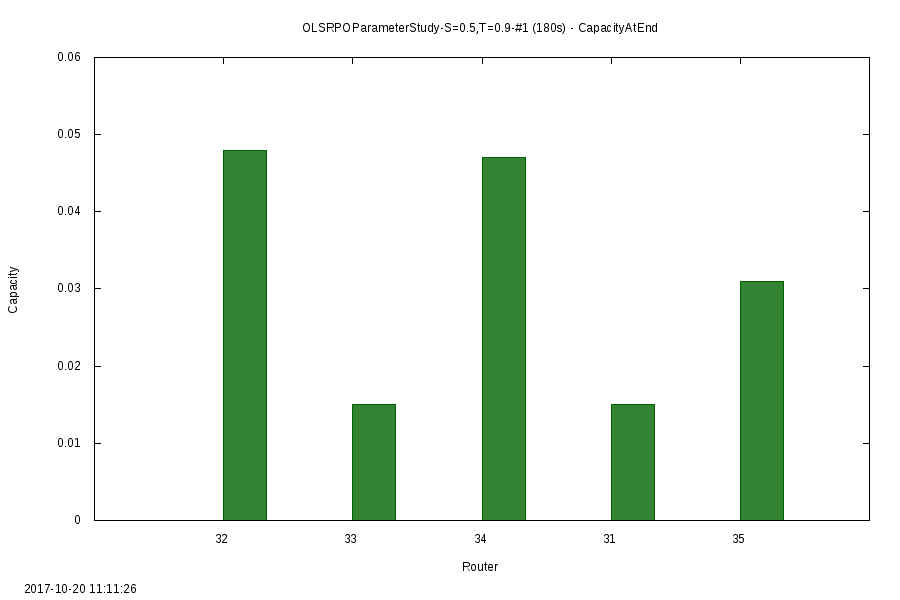 OLSRPOParameterStudy-S=0.5,T=0.9-#1 (180s) - CapacityAtEnd
0.06
0.05
0.04
0.03
0.02
0.01
0
Capacity
32 33 34 31 35
Router
2017-10-20 11:11:26